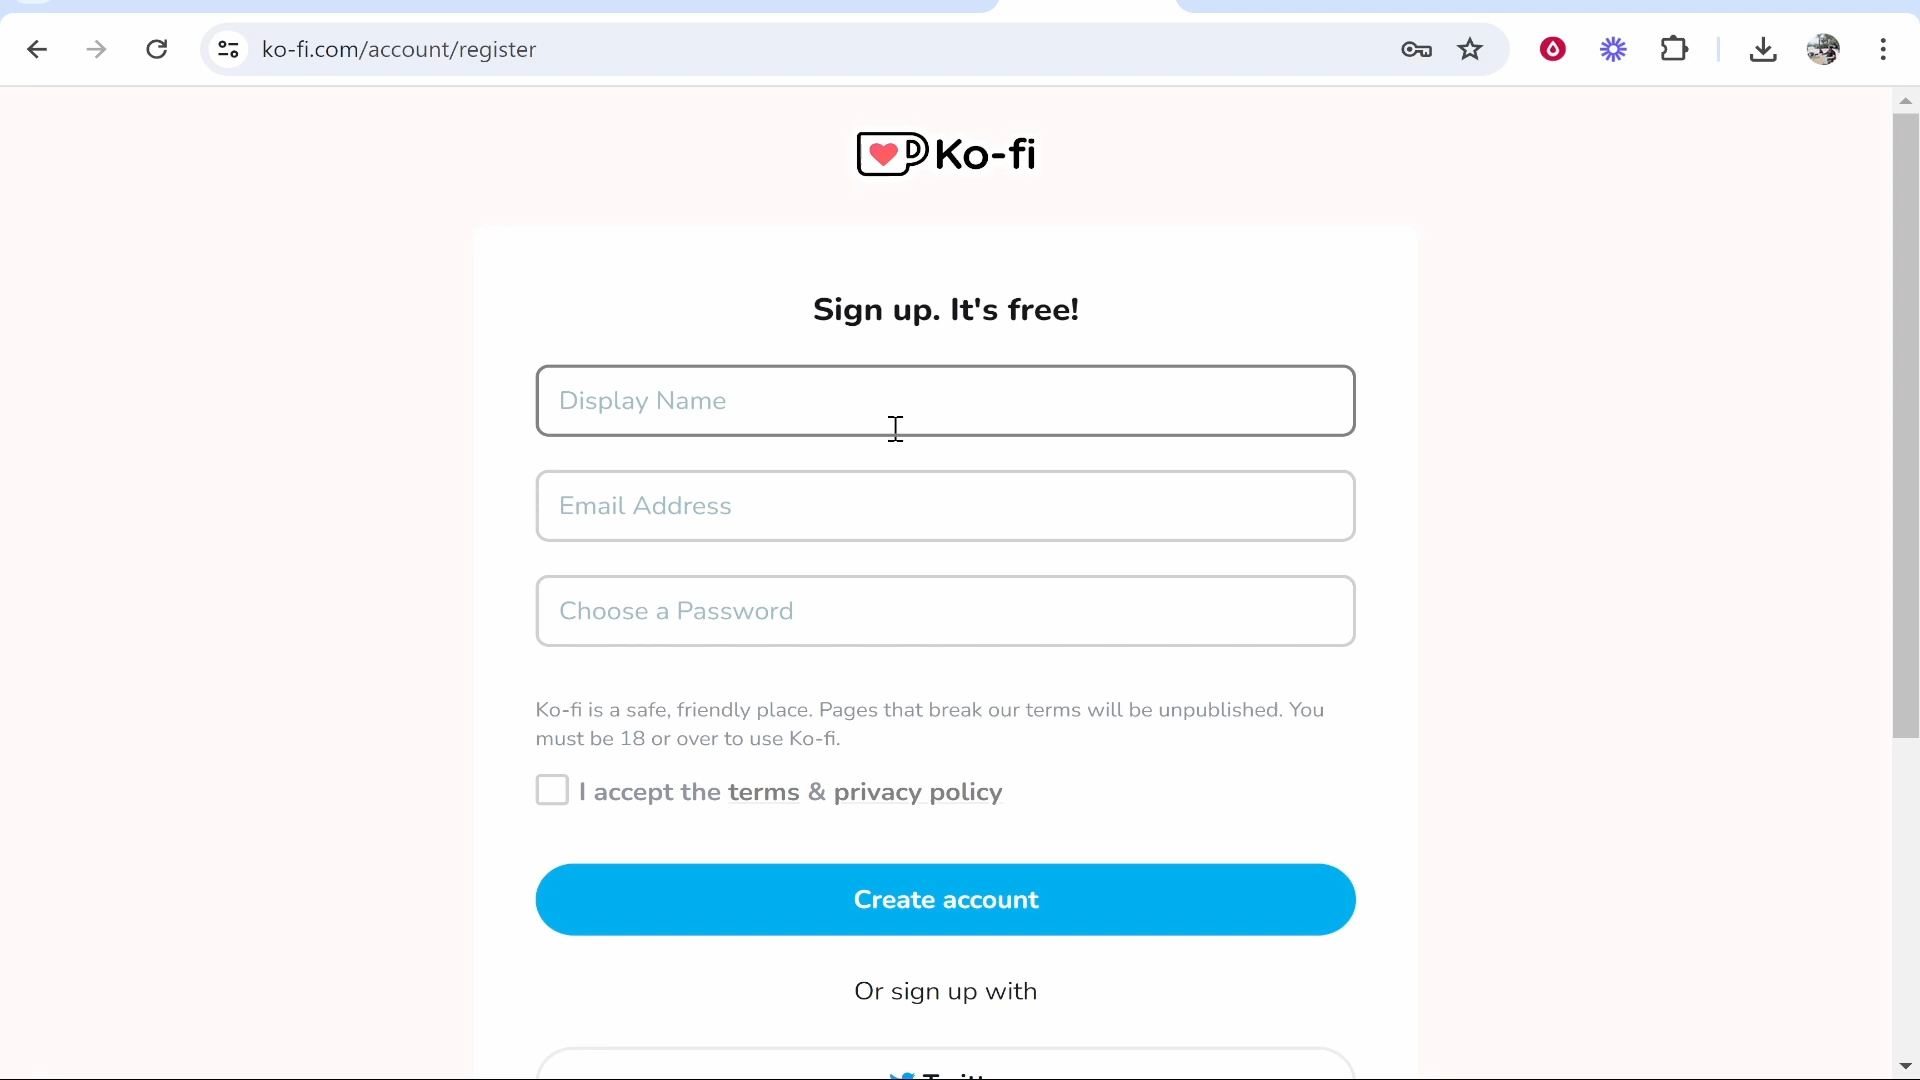 ko-fi.com/account/register
Ko-fi
Sign up. It's free!
Display Name
Email Address
Choose a Password
Ko-fi is a safe, friendly place. Pages that break our terms will be unpublished. You
must be 18 or over to use Ko-fi.
I accept the terms & privacy policy
Create account
Or sign up with